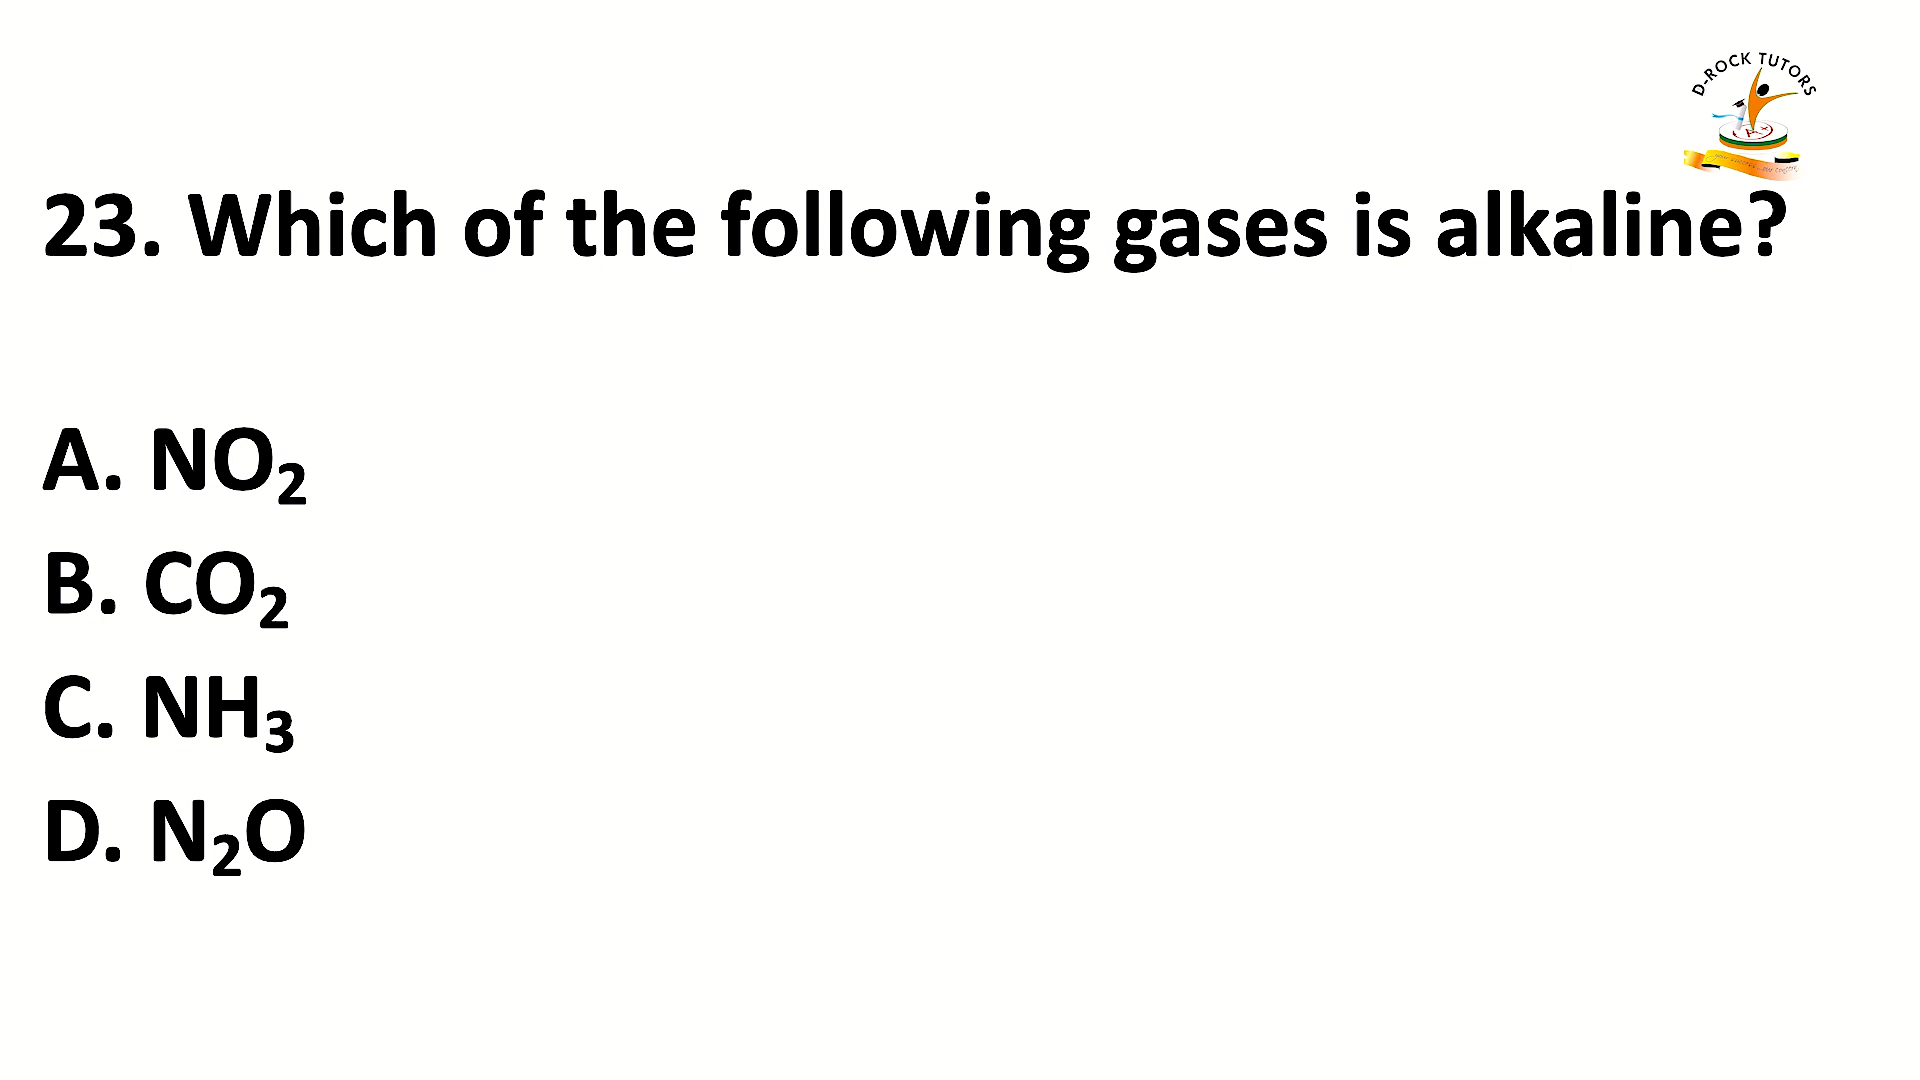 D-ROCK TUTORS
A+
23. Which of the following gases is alkaline?
A. NO₂
B. CO₂
C. NH₃
D. N₂O